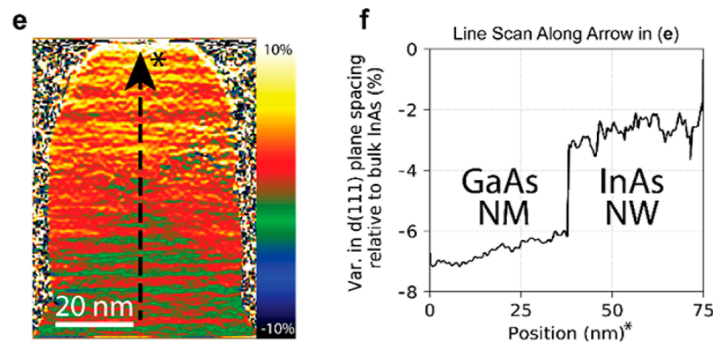 e
10%
*
20 nm
-10%
f
Line Scan Along Arrow in (e)
Var. in d(111) plane spacing
relative to bulk InAs (%)
0
-2
-4
-6
-8
GaAs
NM
InAs
NW
0
25
50
75
Position (nm)*